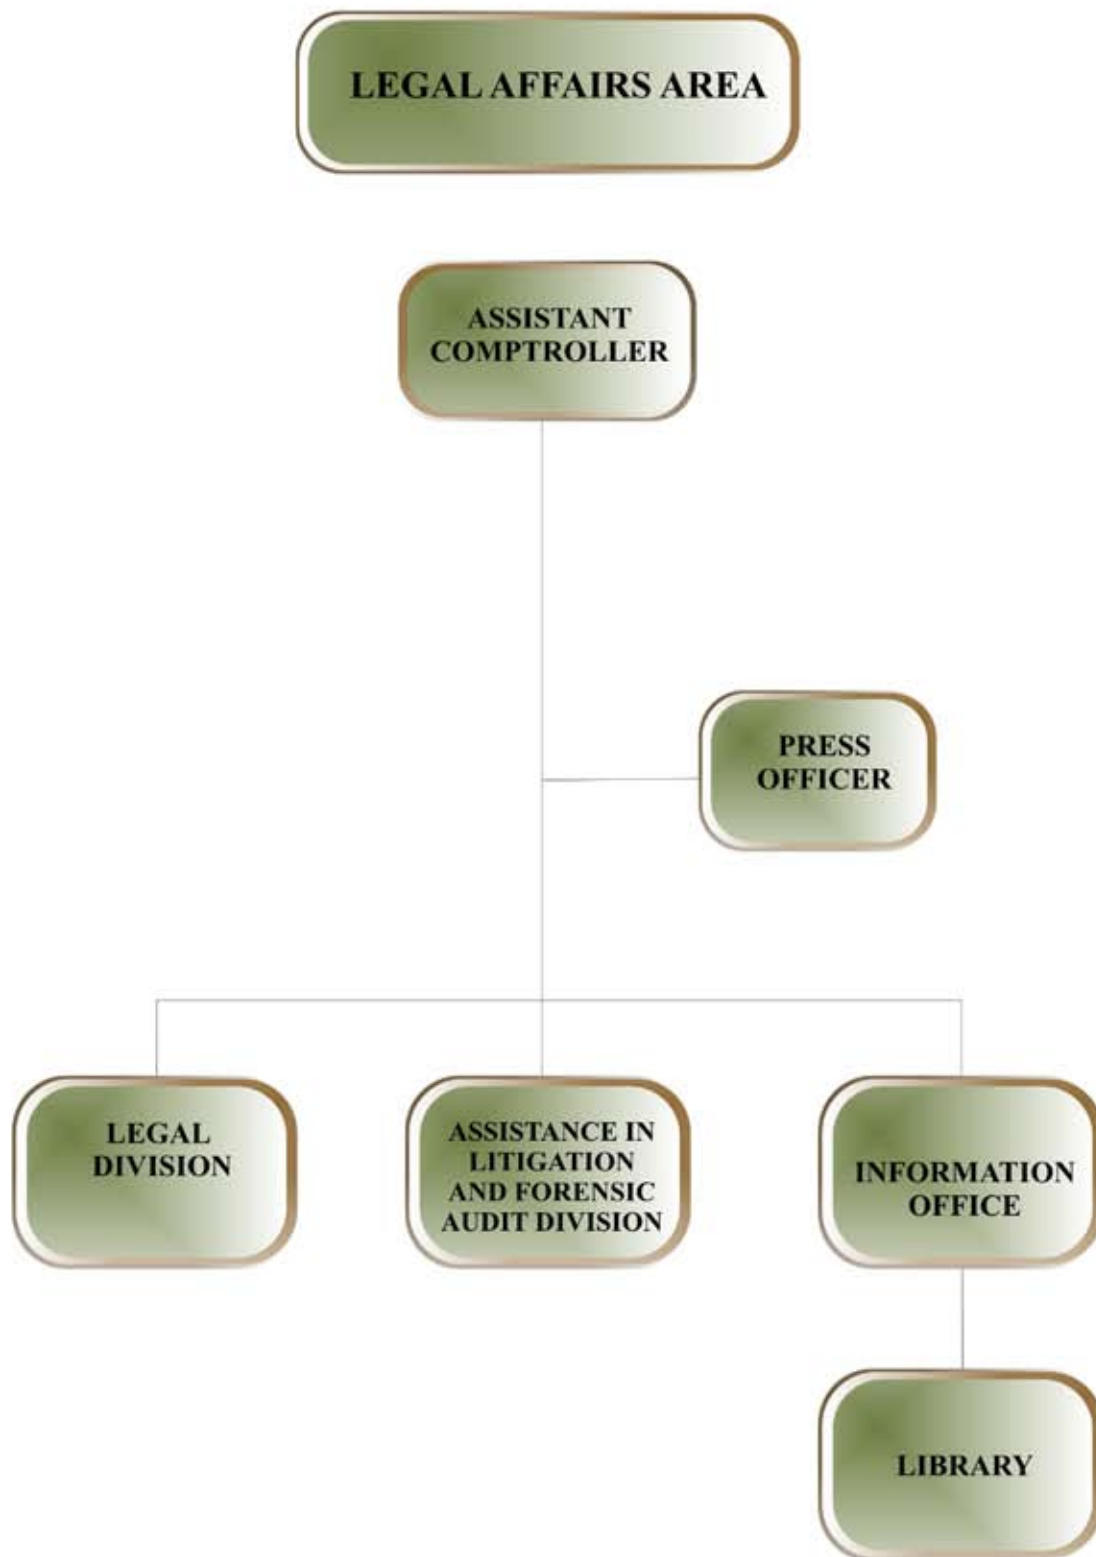 LEGAL AFFAIRS AREA
ASSISTANT
COMPTROLLER
PRESS
OFFICER
LEGAL
DIVISION
ASSISTANCE IN
LITIGATION
AND FORENSIC
AUDIT DIVISION
INFORMATION
OFFICE
LIBRARY